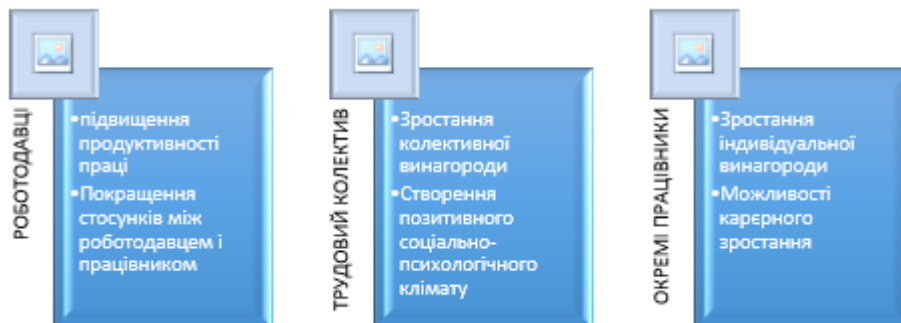 РОБОТОДАВЦІ
•підвищення
продуктивності
праці
•Покращення
стосунків між
роботодавцем і
працівником
ТРУДОВИЙ КОЛЕКТИВ
•Зростання
колективної
винагороди
•Створення
позитивного
соціально-
психологічного
клімату
ОКРЕМІ ПРАЦІВНИКИ
•Зростання
індивідуальної
винагороди
•Можливості
карєрного
зростання